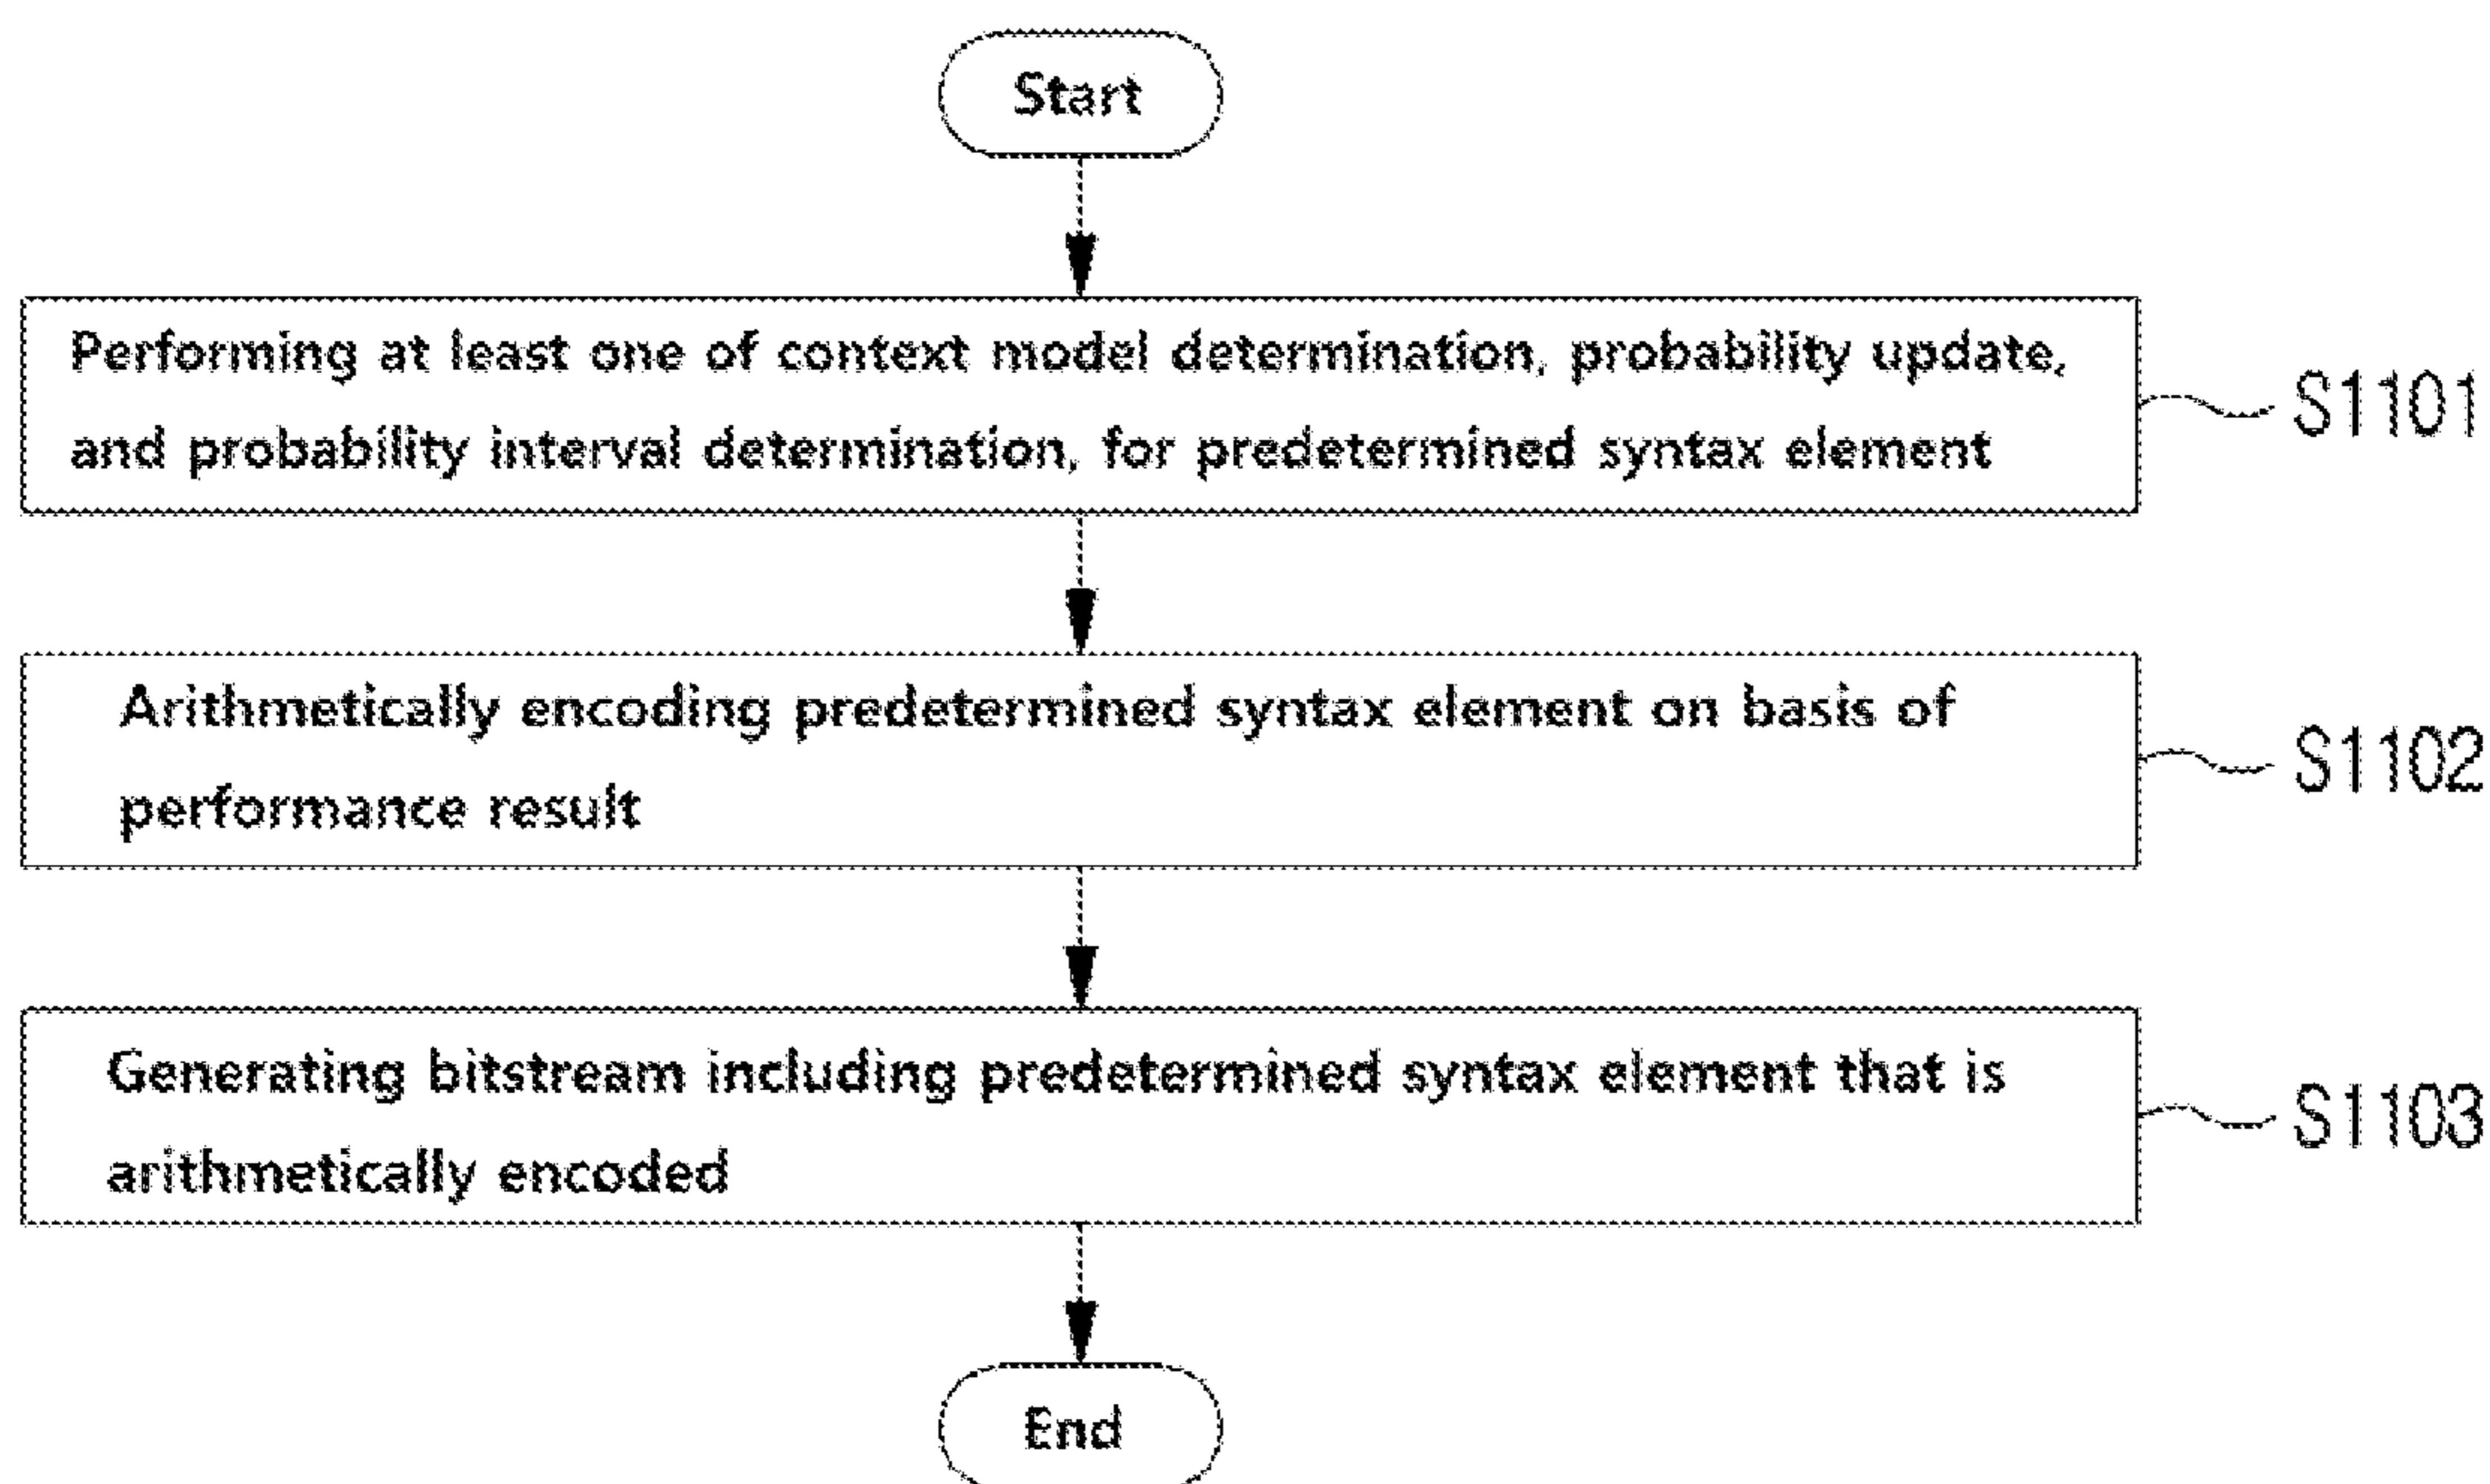 Start
Performing at least one of context model determination, probability update,
and probability interval determination, for predetermined syntax element
S1101
Arithmetically encoding predetermined syntax element on basis of
performance result
S1102
Generating bitstream including predetermined syntax element that is
arithmetically encoded
S1103
End